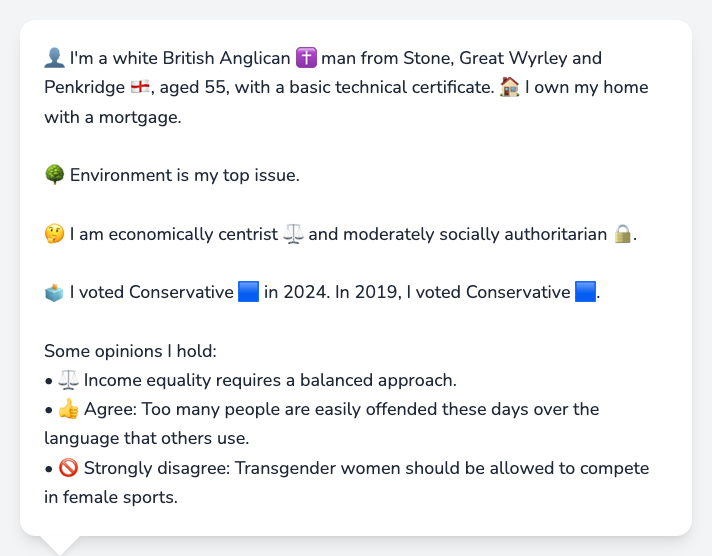 👤 I'm a white British Anglican ✝️ man from Stone, Great Wyrley and
Penkridge 🏴󠁧󠁢󠁥󠁮󠁧󠁿, aged 55, with a basic technical certificate. 🏠 I own my home
with a mortgage.
🌳 Environment is my top issue.
🤔 I am economically centrist ⚖️ and moderately socially authoritarian 🔒.
🗳️ I voted Conservative 🟦 in 2024. In 2019, I voted Conservative 🟦.
Some opinions I hold:
• ⚖️ Income equality requires a balanced approach.
• 👍 Agree: Too many people are easily offended these days over the
language that others use.
• 🚫 Strongly disagree: Transgender women should be allowed to compete
in female sports.